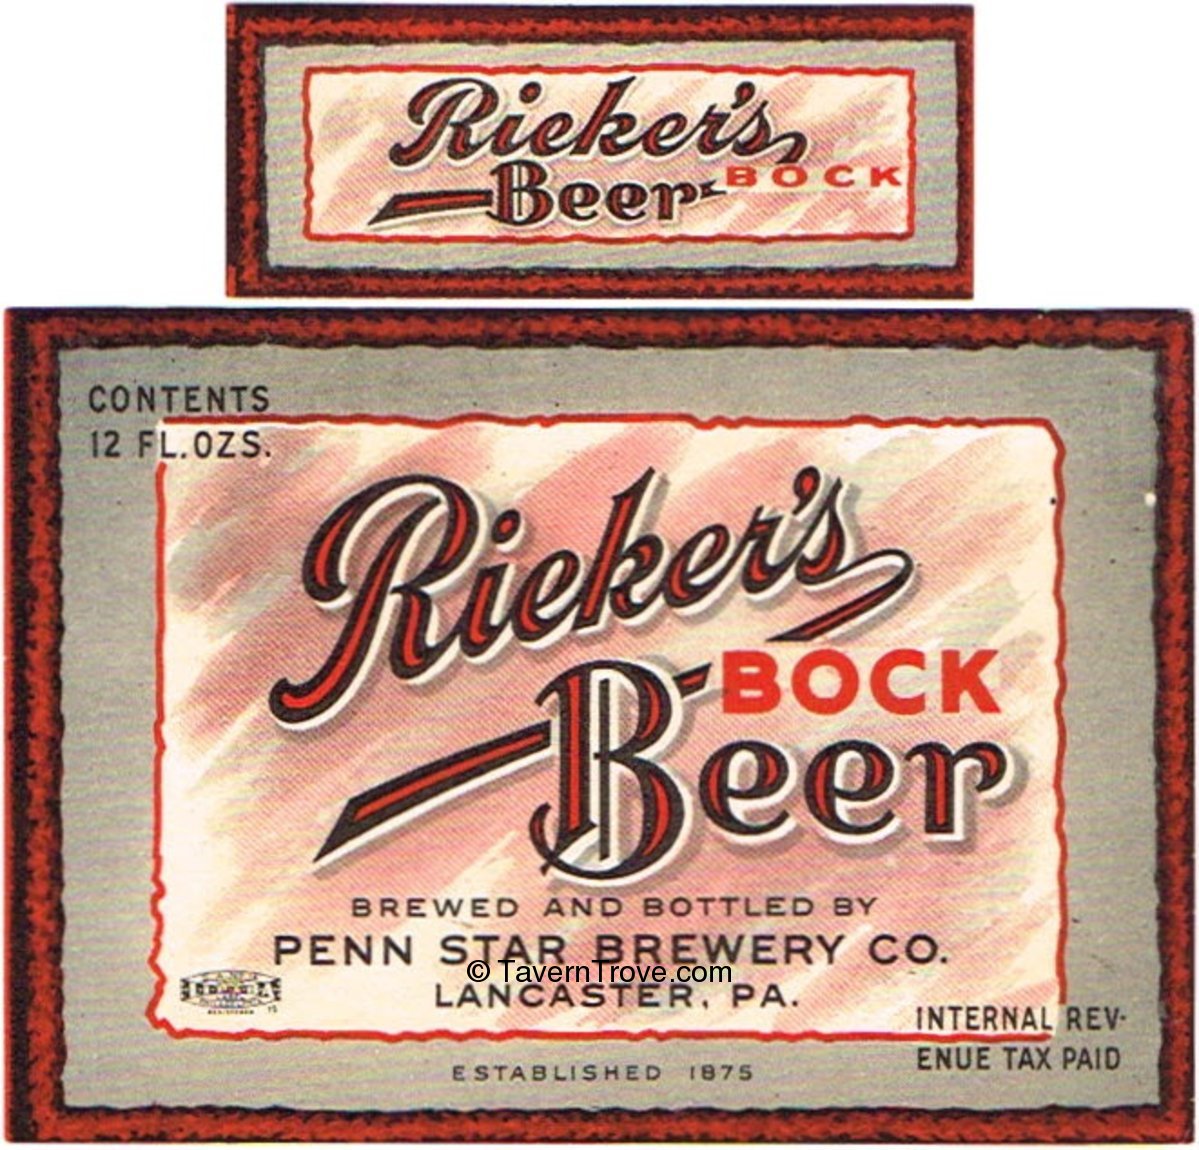 Rieker's
Beer BOCK
CONTENTS
12 FL. OZS.
Rieker's
BOCK
Beer
BREWED AND BOTTLED BY
PENN STAR BREWERY CO.
© TavernTrove.com
LANCASTER, PA.
INTERNAL REV-
ENUE TAX PAID
ESTABLISHED 1875